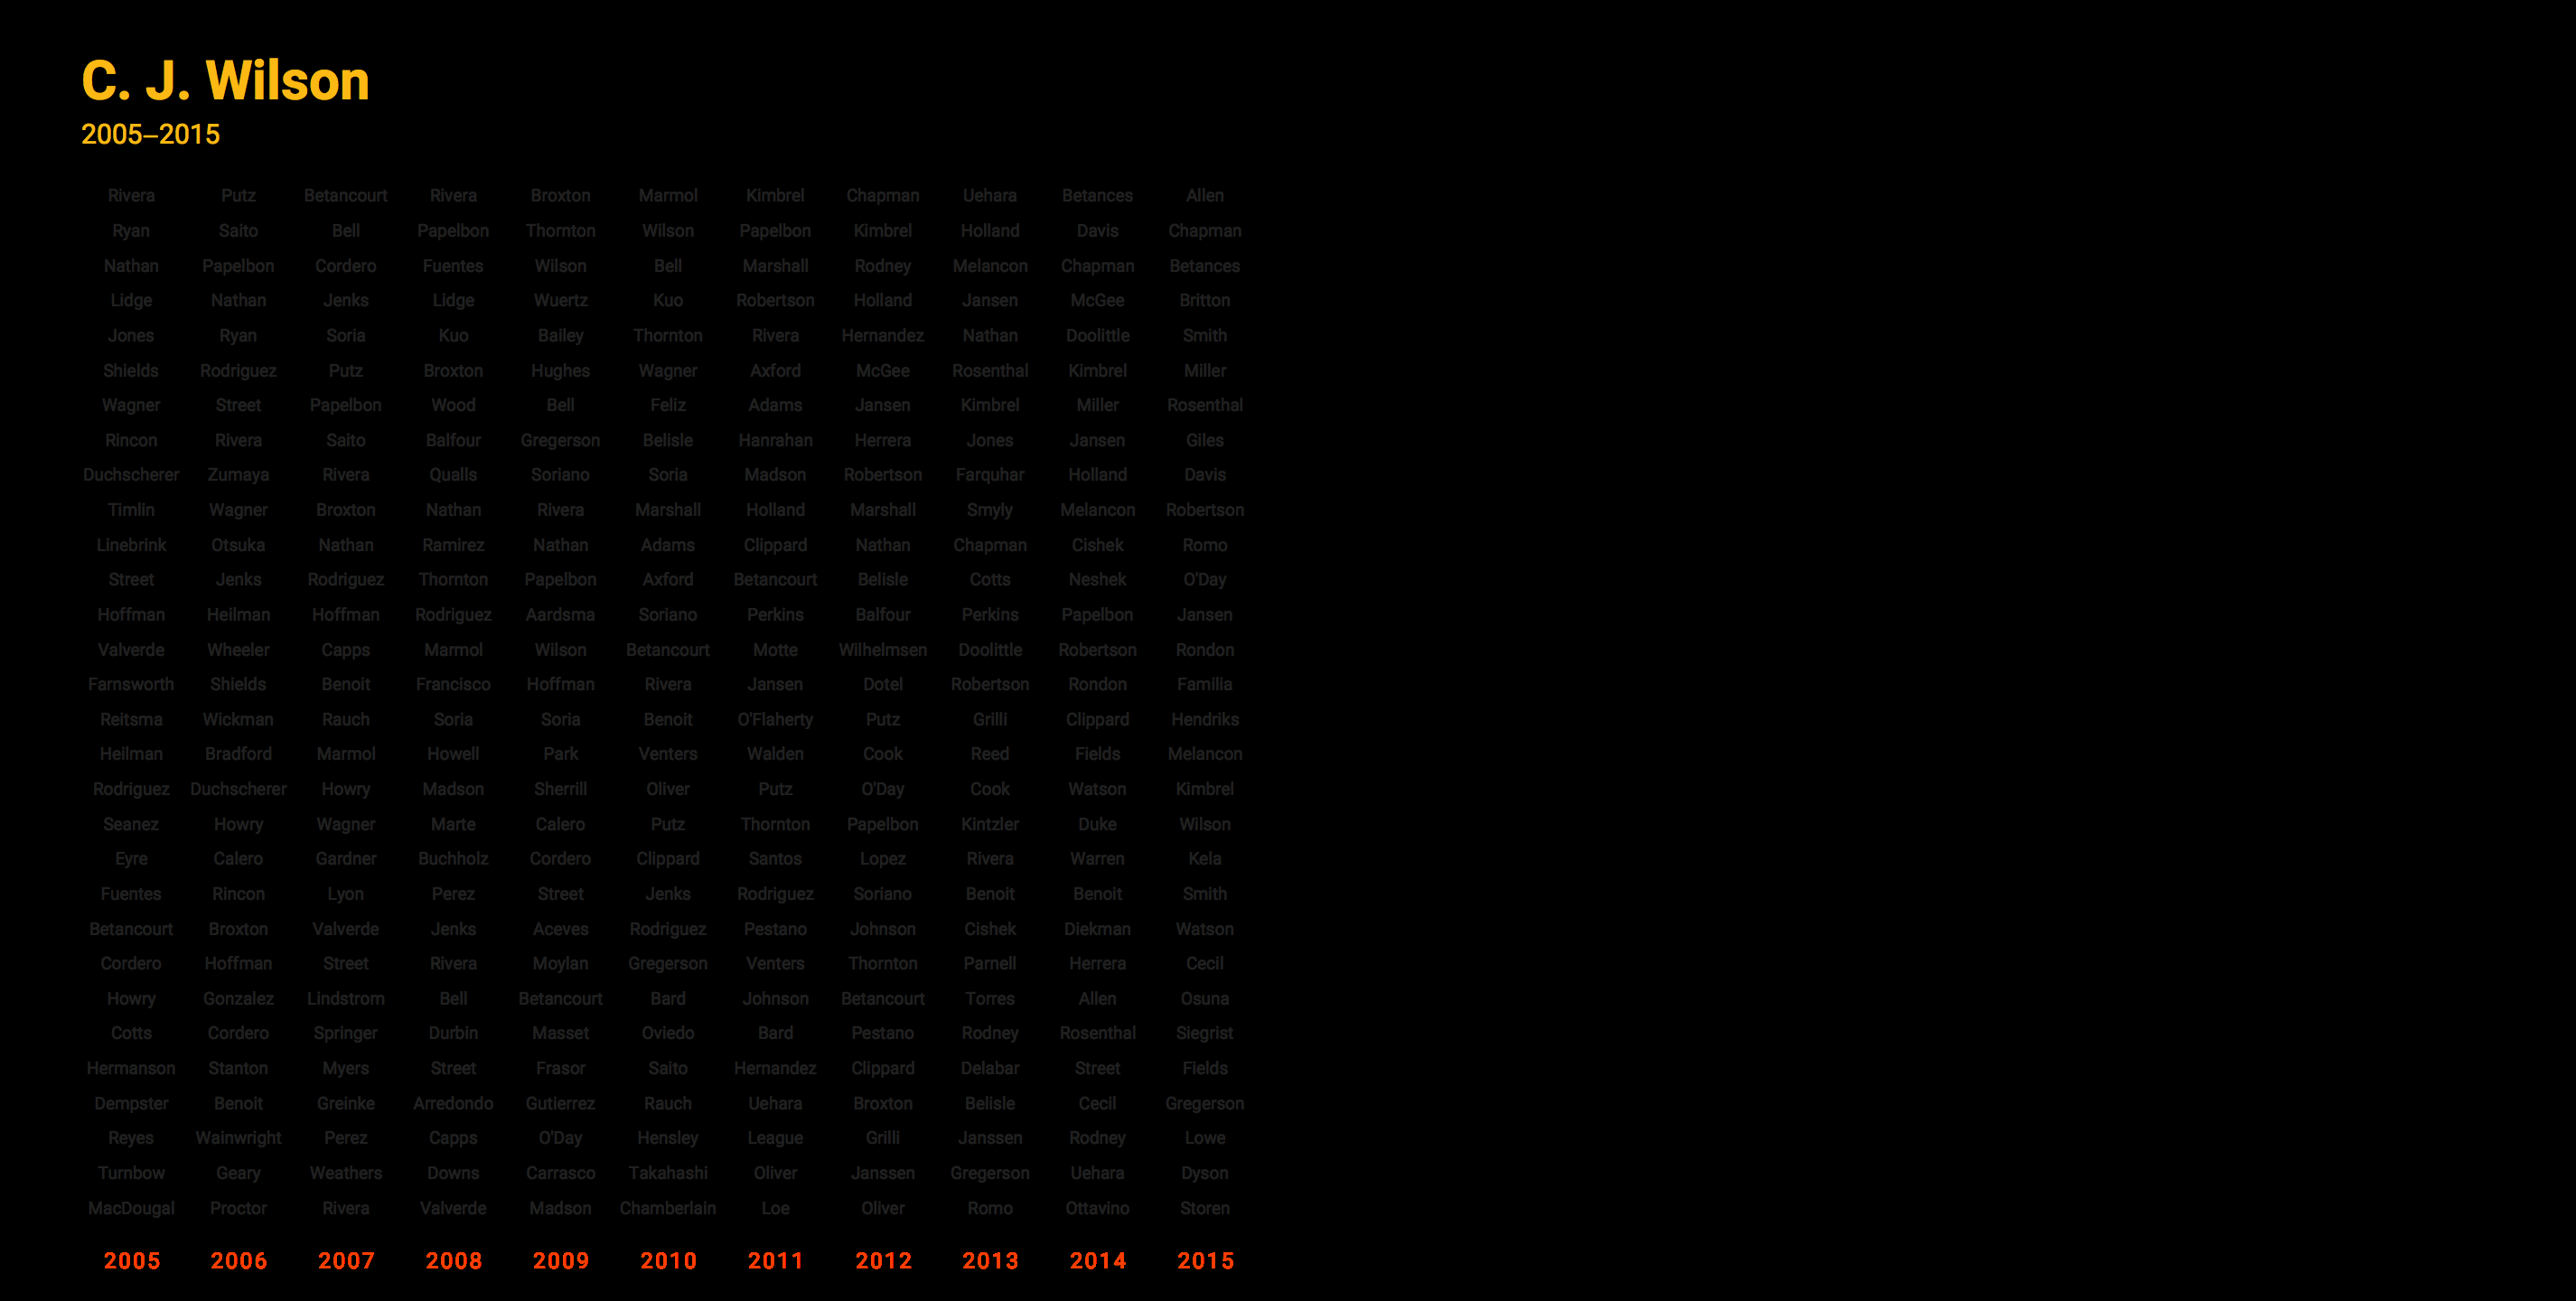 C. J. Wilson
2005–2015
Rivera Putz Betancourt Rivera Broxton Marmol Kimbrel Chapman Uehara Betances Allen
Ryan Saito Bell Papelbon Thornton Wilson Papelbon Kimbrel Holland Davis Chapman
Nathan Papelbon Cordero Fuentes Wilson Bell Marshall Rodney Melancon Chapman Betances
Lidge Nathan Jenks Lidge Wuertz Kuo Robertson Holland Jansen McGee Britton
Jones Ryan Soria Kuo Bailey Thornton Rivera Hernandez Nathan Doolittle Smith
Shields Rodriguez Putz Broxton Hughes Wagner Axford McGee Rosenthal Kimbrel Miller
Wagner Street Papelbon Wood Bell Feliz Adams Jansen Kimbrel Miller Rosenthal
Rincon Rivera Saito Balfour Gregerson Belisle Hanrahan Herrera Jones Jansen Giles
Duchscherer Zumaya Rivera Qualls Soriano Soria Madson Robertson Farquhar Holland Davis
Timlin Wagner Broxton Nathan Rivera Marshall Holland Marshall Smyly Melancon Robertson
Linebrink Otsuka Nathan Ramirez Nathan Adams Clippard Nathan Chapman Cishek Romo
Street Jenks Rodriguez Thornton Papelbon Axford Betancourt Belisle Cotts Neshek O'Day
Hoffman Heilman Hoffman Rodriguez Aardsma Soriano Perkins Balfour Perkins Papelbon Jansen
Valverde Wheeler Capps Marmol Wilson Betancourt Motte Wilhelmsen Doolittle Robertson Rondon
Farnsworth Shields Benoit Francisco Hoffman Rivera Jansen Dotel Robertson Rondon Familia
Reitsma Wickman Rauch Soria Soria Benoit O'Flaherty Putz Grilli Clippard Hendriks
Heilman Bradford Marmol Howell Park Venters Walden Cook Reed Fields Melancon
Rodriguez Duchscherer Howry Madson Sherrill Oliver Putz O'Day Cook Watson Kimbrel
Seanez Howry Wagner Marte Calero Putz Thornton Papelbon Kintzler Duke Wilson
Eyre Calero Gardner Buchholz Cordero Clippard Santos Lopez Rivera Warren Kela
Fuentes Rincon Lyon Perez Street Jenks Rodriguez Soriano Benoit Benoit Smith
Betancourt Broxton Valverde Jenks Aceves Rodriguez Pestano Johnson Cishek Diekman Watson
Cordero Hoffman Street Rivera Moylan Gregerson Venters Thornton Parnell Herrera Cecil
Howry Gonzalez Lindstrom Bell Betancourt Bard Johnson Betancourt Torres Allen Osuna
Cotts Cordero Springer Durbin Masset Oviedo Bard Pestano Rodney Rosenthal Siegrist
Hermanson Stanton Myers Street Frasor Saito Hernandez Clippard Delabar Street Fields
Dempster Benoit Greinke Arredondo Gutierrez Rauch Uehara Broxton Belisle Cecil Gregerson
Reyes Wainwright Perez Capps O'Day Hensley League Grilli Janssen Rodney Lowe
Turnbow Geary Weathers Downs Carrasco Takahashi Oliver Janssen Gregerson Uehara Dyson
MacDougal Proctor Rivera Valverde Madson Chamberlain Loe Oliver Romo Ottavino Storen
2005 2006 2007 2008 2009 2010 2011 2012 2013 2014 2015